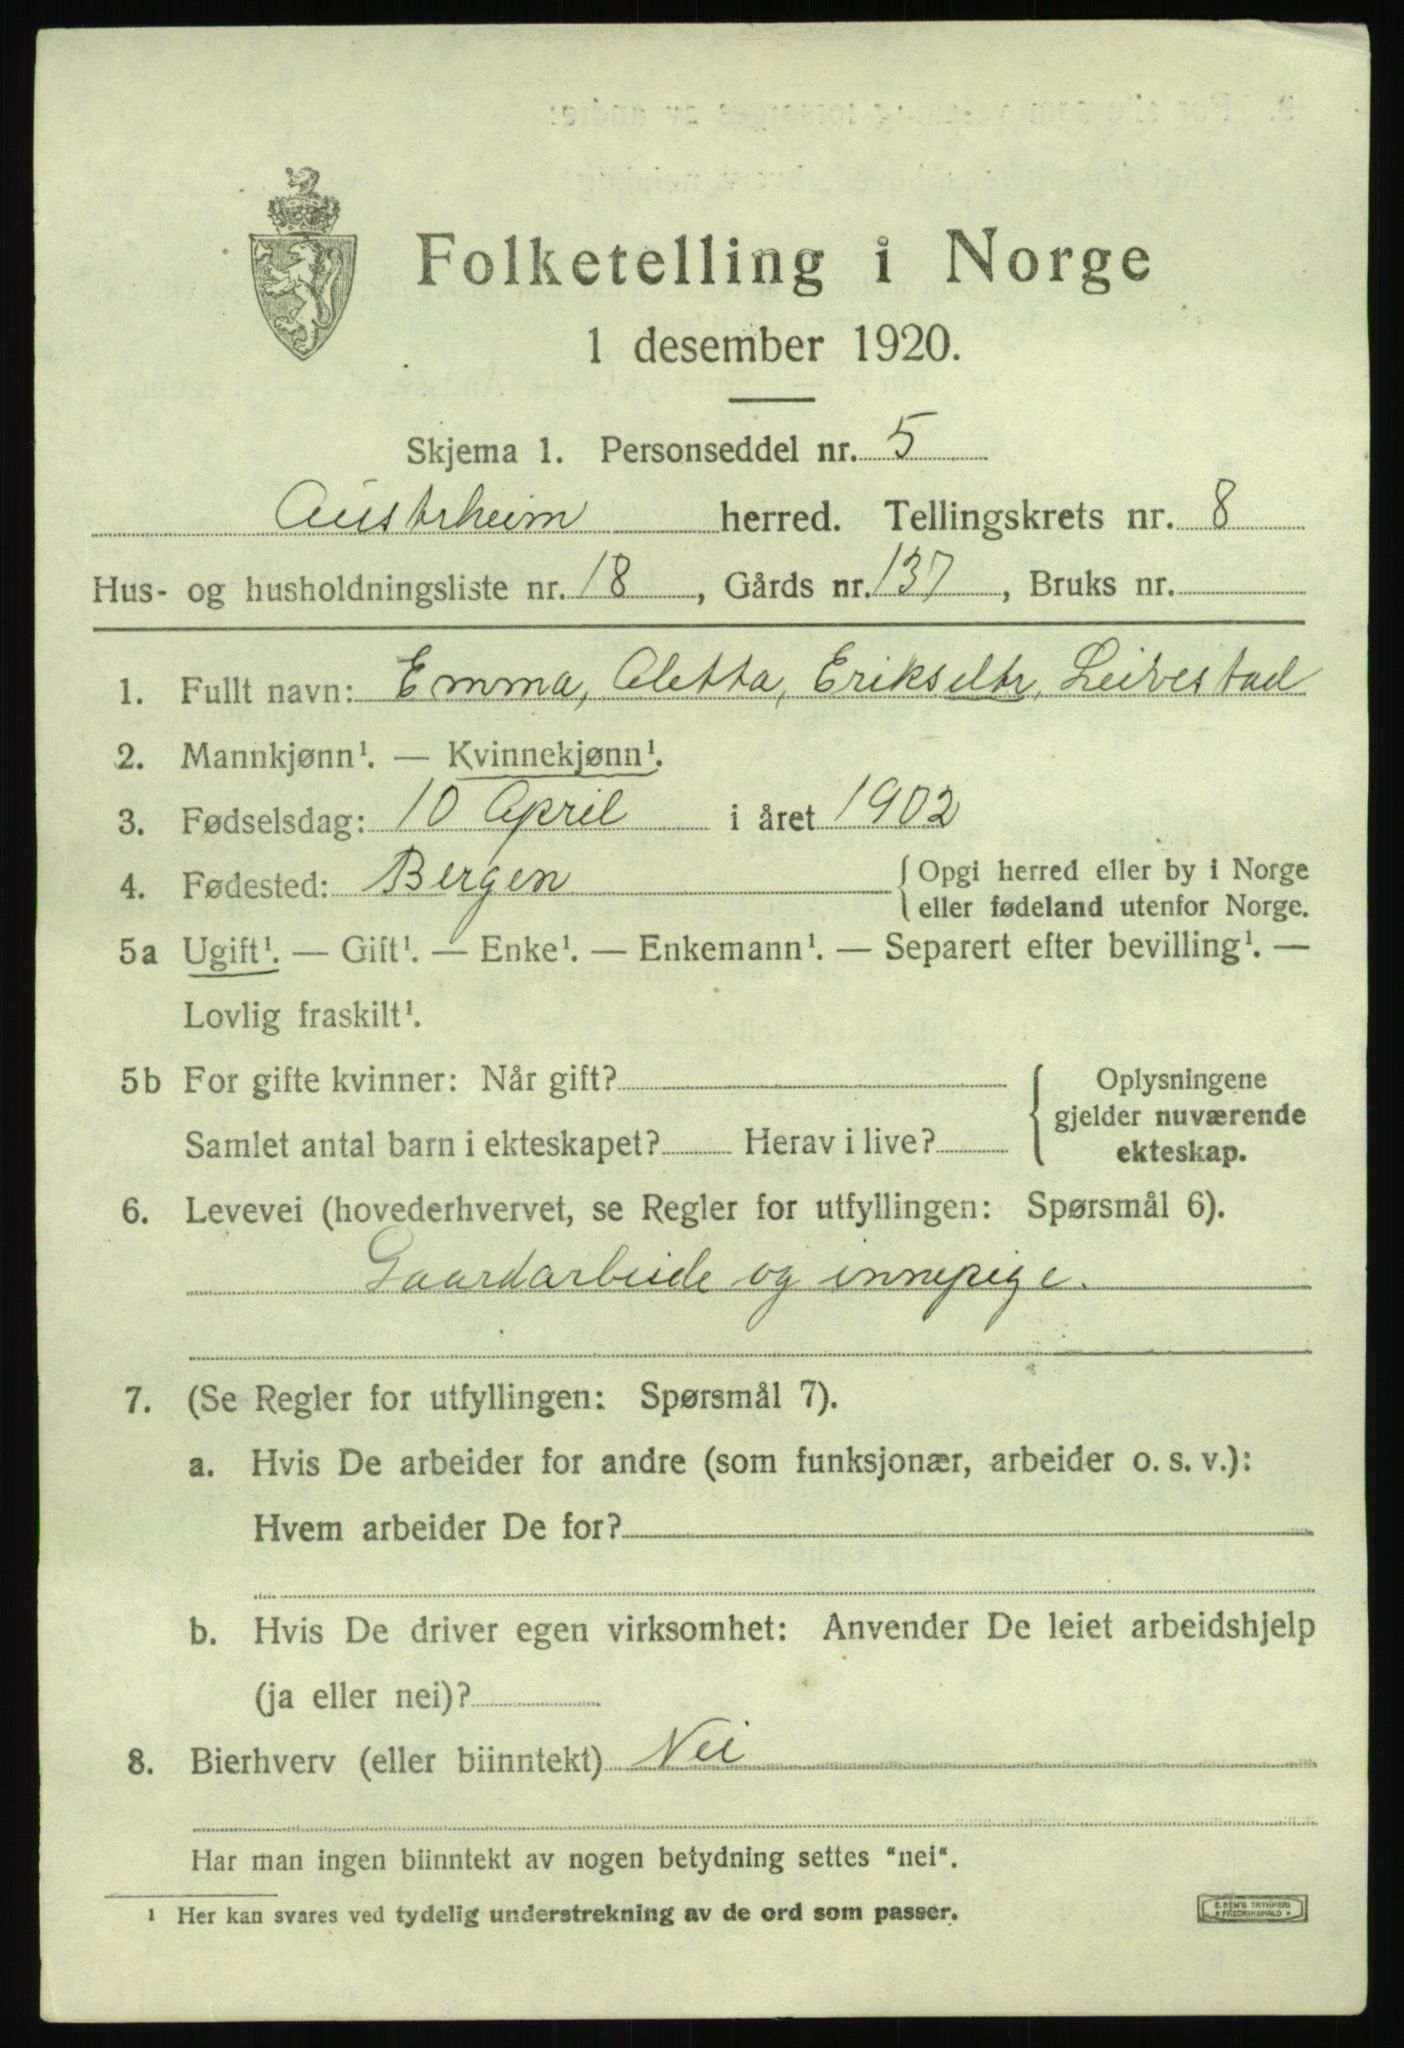 Folketelling i Norge
1 desember 1920.
Skjema 1. Personseddel nr. 5
Austrheim herred. Tellingskrets nr. 8
Hus- og husholdningsliste nr. 18, Gårds nr. 137, Bruks nr.
1. Fullt navn: Emma, Aletta, Eriksdtr, Leirvestad
2. Mannkjønn¹. — Kvinnekjønn¹.
3. Fødselsdag: 10 April i året 1902
4. Fødested: Bergen { Opgi herred eller by i Norge
eller fødeland utenfor Norge.
5a Ugift¹. — Gift¹. — Enke¹. — Enkemann¹. — Separert efter bevilling¹. —
Lovlig fraskilt¹.
5b For gifte kvinner: Når gift? { Oplysningene
gjelder nuværende
Samlet antal barn i ekteskapet? Herav i live? ekteskap.
6. Levevei (hovederhvervet, se Regler for utfyllingen: Spørsmål 6).
Gaardarbeide og innepige.
7. (Se Regler for utfyllingen: Spørsmål 7).
a. Hvis De arbeider for andre (som funksjonær, arbeider o. s. v.):
Hvem arbeider De for?
b. Hvis De driver egen virksomhet: Anvender De leiet arbeidshjelp
(ja eller nei)?
8. Bierhverv (eller biinntekt) Nei
Har man ingen biinntekt av nogen betydning settes "nei".
¹ Her kan svares ved tydelig understrekning av de ord som passer.
E. SEM'S TRYKKERI
FREDRIKSHALD